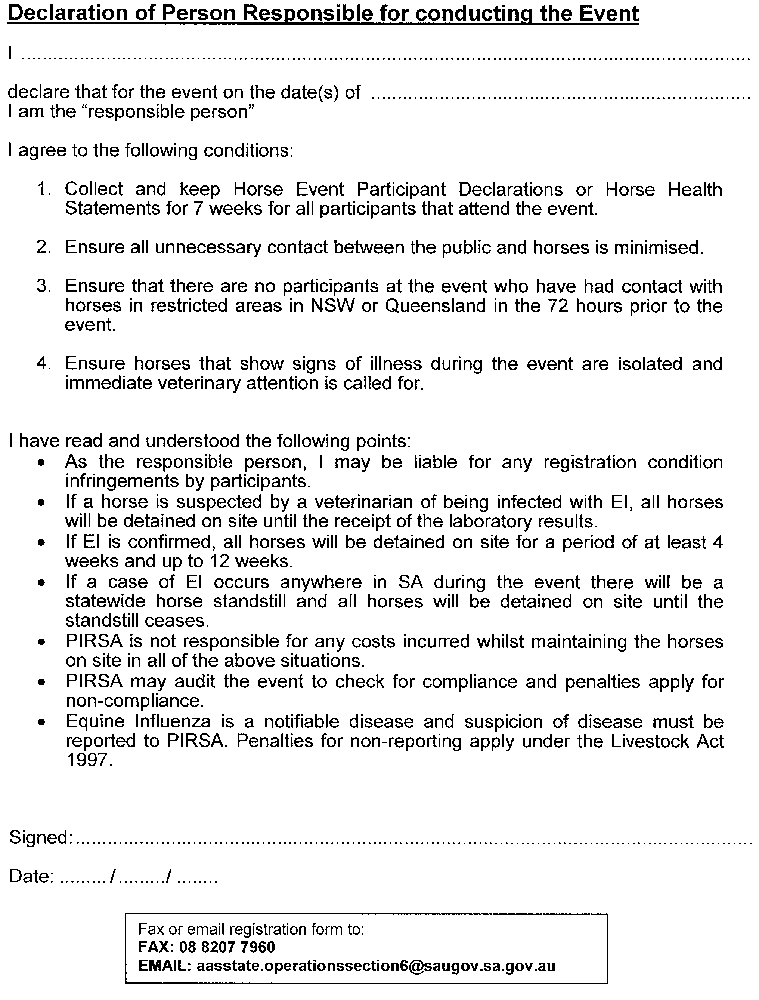 Declaration of Person Responsible for conducting the Event
I ................................................................................................................................
declare that for the event on the date(s) of ......................................................................
I am the “responsible person”
I agree to the following conditions:
1. Collect and keep Horse Event Participant Declarations or Horse Health
Statements for 7 weeks for all participants that attend the event.
2. Ensure all unnecessary contact between the public and horses is minimised.
3. Ensure that there are no participants at the event who have had contact with
horses in restricted areas in NSW or Queensland in the 72 hours prior to the
event.
4. Ensure horses that show signs of illness during the event are isolated and
immediate veterinary attention is called for.
I have read and understood the following points:
• As the responsible person, I may be liable for any registration condition
infringements by participants.
• If a horse is suspected by a veterinarian of being infected with EI, all horses
will be detained on site until the receipt of the laboratory results.
• If EI is confirmed, all horses will be detained on site for a period of at least 4
weeks and up to 12 weeks.
• If a case of EI occurs anywhere in SA during the event there will be a
statewide horse standstill and all horses will be detained on site until the
standstill ceases.
• PIRSA is not responsible for any costs incurred whilst maintaining the horses
on site in all of the above situations.
• PIRSA may audit the event to check for compliance and penalties apply for
non-compliance.
• Equine Influenza is a notifiable disease and suspicion of disease must be
reported to PIRSA. Penalties for non-reporting apply under the Livestock Act
1997.
Signed:................................................................................................................................
Date: ........./........./ ........
Fax or email registration form to:
FAX: 08 8207 7960
EMAIL: aasstate.operationssection6@saugov.sa.gov.au